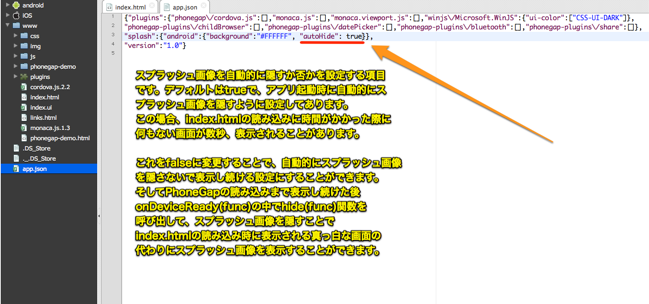 android
iOS
www
css
img
js
phonegap-demo
plugins
cordova.js.2.2
index.html
index.ui
links.html
monaca.js.1.3
phonegap-demo.html
.DS_Store
._.DS_Store
app.json
index.html
app.json
1 {"plugins":{"phonegap\/cordova.js":[],"monaca.js":[],"monaca.viewport.js":[],"winjs\/Microsoft.WinJS":{"ui-color":["CSS-UI-DARK"]},
2 "phonegap-plugins\/childBrowser":[],"phonegap-plugins\/datePicker":[],"phonegap-plugins\/bluetooth":[],"phonegap-plugins\/share":[]},
3 "splash":{"android":{"background":"#FFFFFF", "autoHide": true}},
4 "version":"1.0"}
5
スプラッシュ画像を自動的に隠すか否かを設定する項目
です。デフォルトはtrueで、アプリ起動時に自動的にス
プラッシュ画像を隠すように設定してあります。
この場合、index.htmlの読み込みに時間がかかった際に
何もない画面が数秒、表示されることがあります。
これをfalseに変更することで、自動的にスプラッシュ画像
を隠さないで表示し続ける設定にすることができます。
そしてPhoneGapの読み込みまで表示し続けた後
onDeviceReady(func)の中でhide(func)関数を
呼び出して、スプラッシュ画像を隠すことで
index.htmlの読み込み時に表示される真っ白な画面の
代わりにスプラッシュ画像を表示することができます。